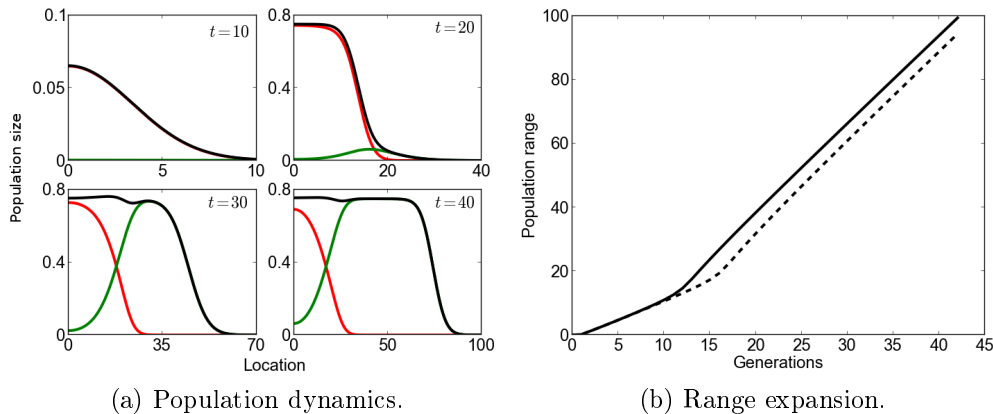 0.1
t=10
0.05
0
0
5
10
0.8
t=20
0.4
0
0
20
40
Population size
0.8
t=30
0.4
0
0
35
70
0.8
t=40
0.4
0
0
50
100
Location
(a) Population dynamics.
100
80
60
40
20
0
Population range
0 5 10 15 20 25 30 35 40 45
Generations
(b) Range expansion.